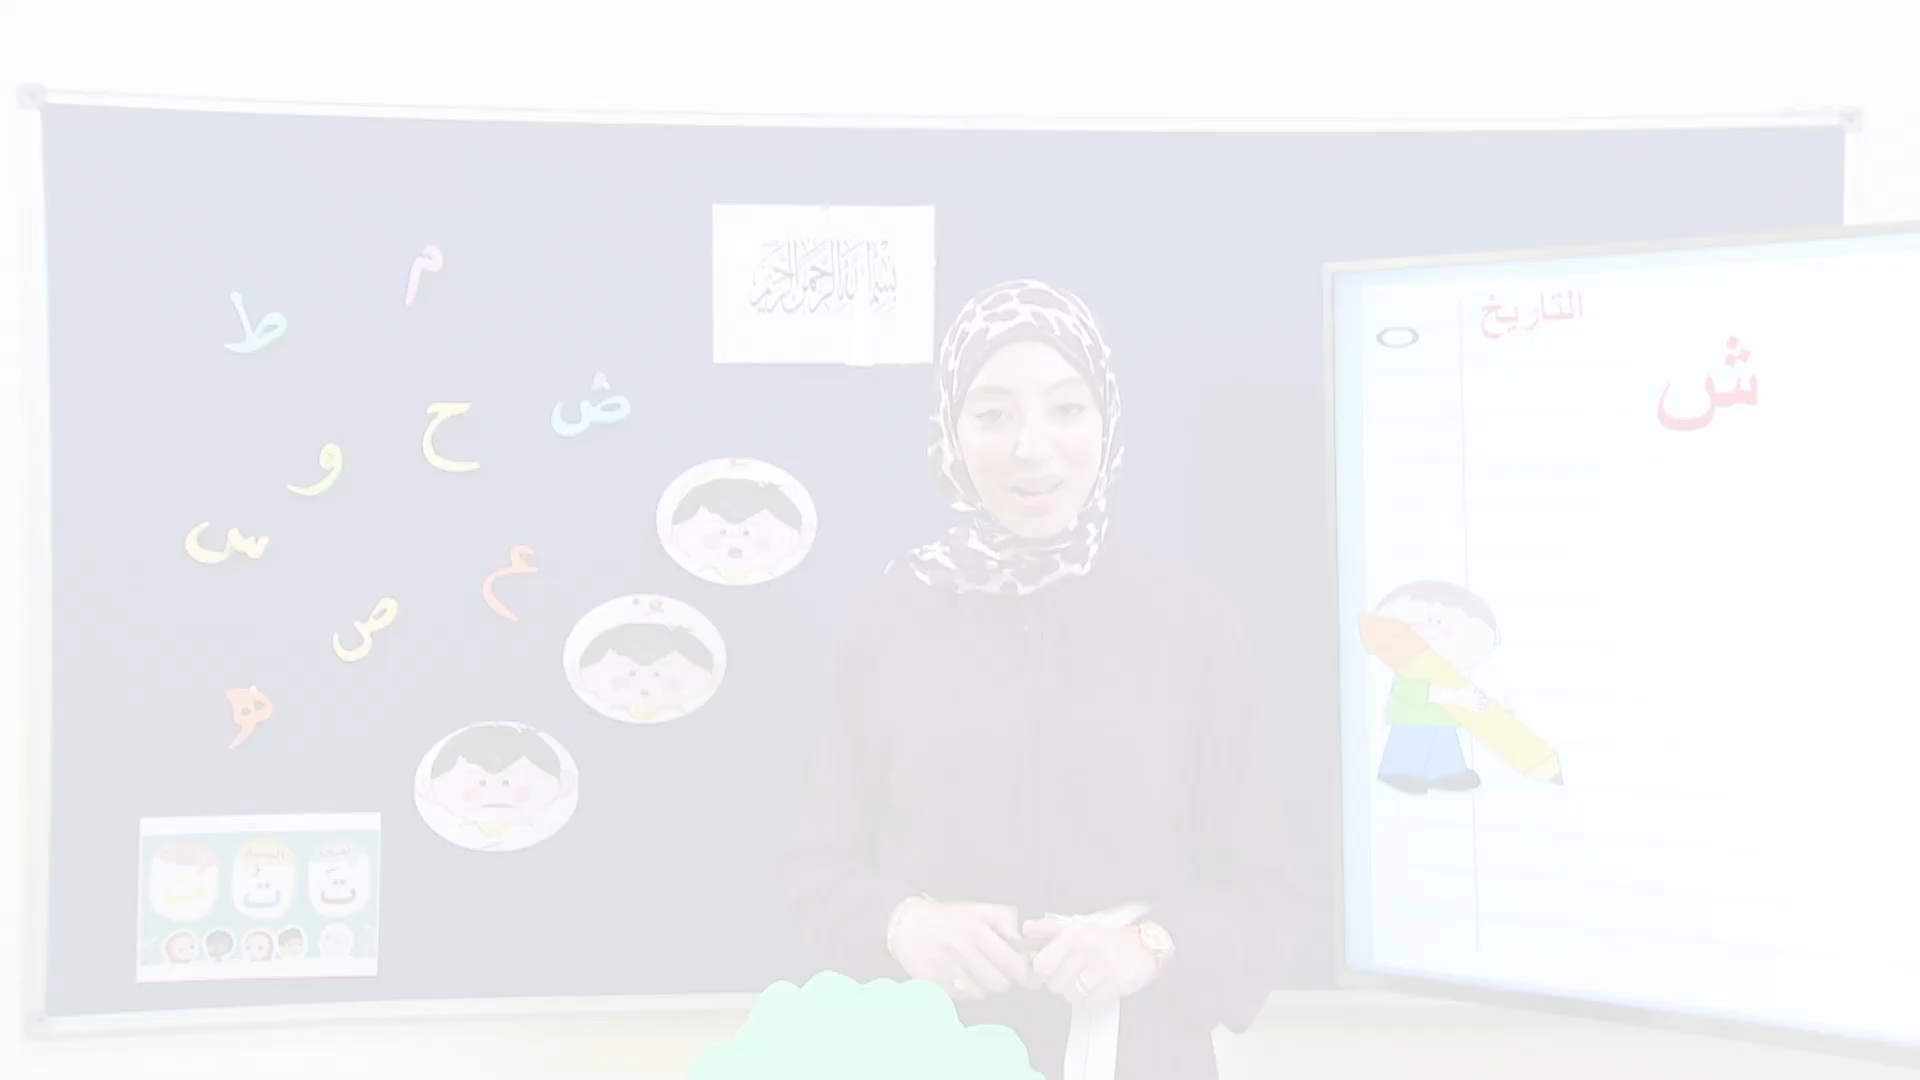 بسم الله الرحمن الرحيم
م
ط
ح
ض
و
س
ع
ص
هـ
التاريخ
ش
تَ
تُ